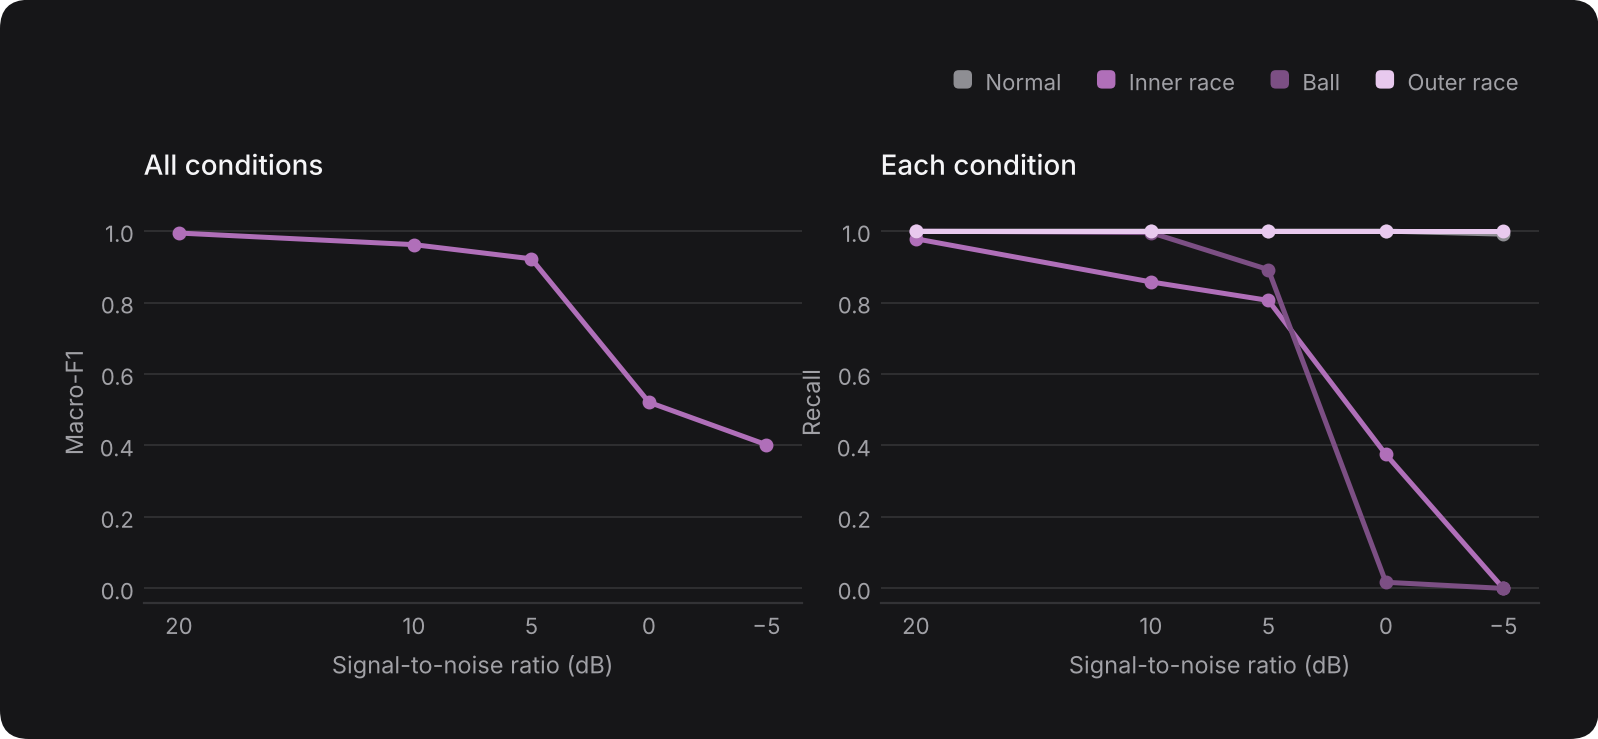 Normal Inner race Ball Outer race
All conditions
Each condition
Macro-F1
1.0
0.8
0.6
0.4
0.2
0.0
20 10 5 0 −5
Signal-to-noise ratio (dB)
Recall
1.0
0.8
0.6
0.4
0.2
0.0
20 10 5 0 −5
Signal-to-noise ratio (dB)